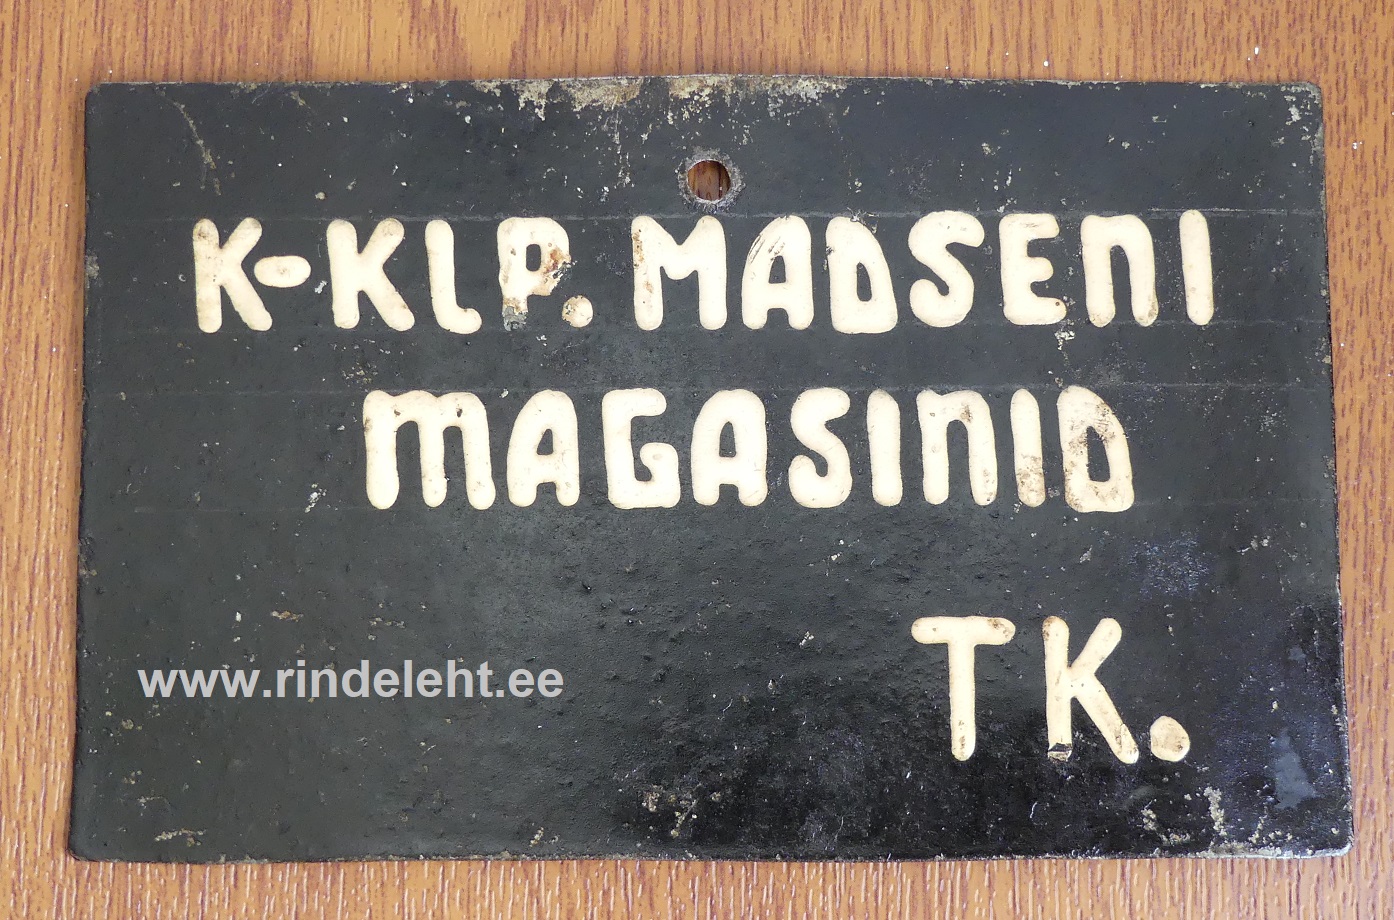 K-KLP. MADSENI
MAGASINID
TK.
www.rindeleht.ee